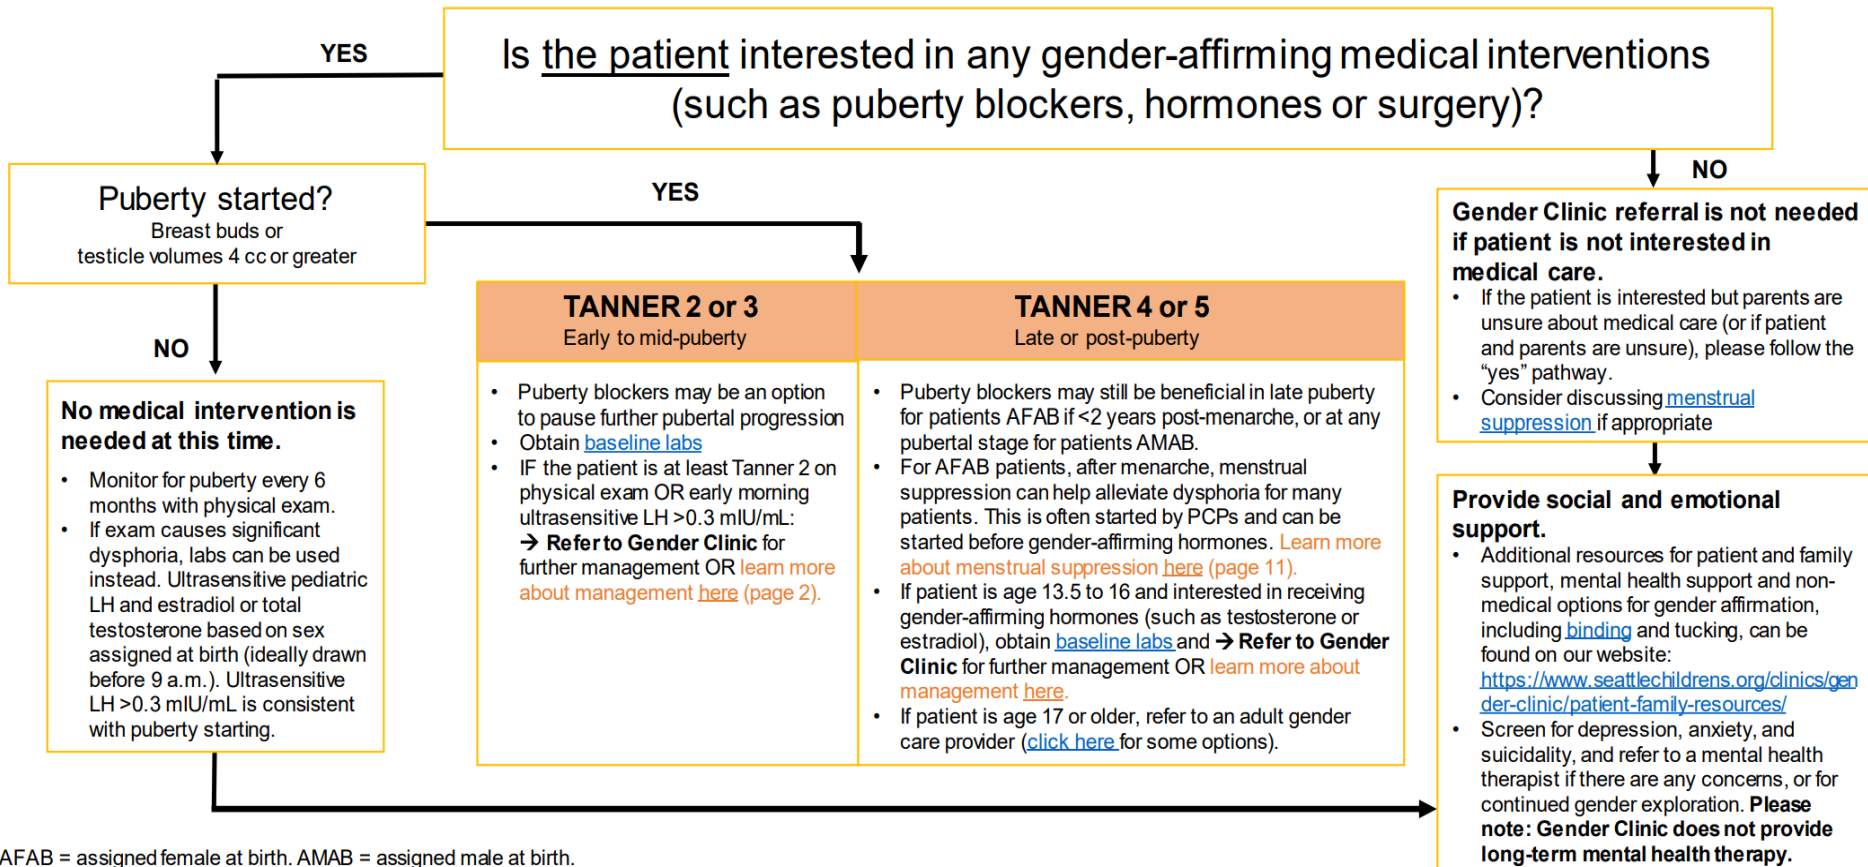 Is the patient interested in any gender-affirming medical interventions
(such as puberty blockers, hormones or surgery)?
YES
NO
Puberty started?
Breast buds or
testicle volumes 4 cc or greater
YES
NO
No medical intervention is
needed at this time.
• Monitor for puberty every 6
months with physical exam.
• If exam causes significant
dysphoria, labs can be used
instead. Ultrasensitive pediatric
LH and estradiol or total
testosterone based on sex
assigned at birth (ideally drawn
before 9 a.m.). Ultrasensitive
LH >0.3 mIU/mL is consistent
with puberty starting.
TANNER 2 or 3
Early to mid-puberty
• Puberty blockers may be an option
to pause further pubertal progression
• Obtain baseline labs
• IF the patient is at least Tanner 2 on
physical exam OR early morning
ultrasensitive LH >0.3 mIU/mL:
→ Refer to Gender Clinic for
further management OR learn more
about management here (page 2).
TANNER 4 or 5
Late or post-puberty
• Puberty blockers may still be beneficial in late puberty
for patients AFAB if <2 years post-menarche, or at any
pubertal stage for patients AMAB.
• For AFAB patients, after menarche, menstrual
suppression can help alleviate dysphoria for many
patients. This is often started by PCPs and can be
started before gender-affirming hormones. Learn more
about menstrual suppression here (page 11).
• If patient is age 13.5 to 16 and interested in receiving
gender-affirming hormones (such as testosterone or
estradiol), obtain baseline labs and → Refer to Gender
Clinic for further management OR learn more about
management here.
• If patient is age 17 or older, refer to an adult gender
care provider (click here for some options).
Gender Clinic referral is not needed
if patient is not interested in
medical care.
• If the patient is interested but parents are
unsure about medical care (or if patient
and parents are unsure), please follow the
“yes” pathway.
• Consider discussing menstrual
suppression if appropriate
Provide social and emotional
support.
• Additional resources for patient and family
support, mental health support and non-
medical options for gender affirmation,
including binding and tucking, can be
found on our website:
https://www.seattlechildrens.org/clinics/gen
der-clinic/patient-family-resources/
• Screen for depression, anxiety, and
suicidality, and refer to a mental health
therapist if there are any concerns, or for
continued gender exploration. Please
note: Gender Clinic does not provide
long-term mental health therapy.
AFAB = assigned female at birth. AMAB = assigned male at birth.